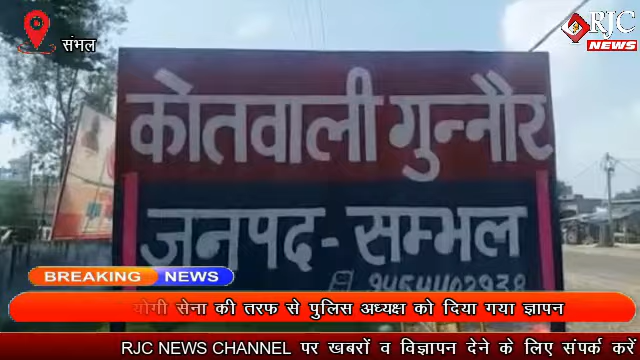 संभल
RJC
NEWS
कोतवाली गुन्नौर
जनपद-सम्भल
9454402938
BREAKING NEWS
योगी सेना की तरफ से पुलिस अध्यक्ष को दिया गया ज्ञापन
RJC NEWS CHANNEL पर खबरों व विज्ञापन देने के लिए संपर्क करें